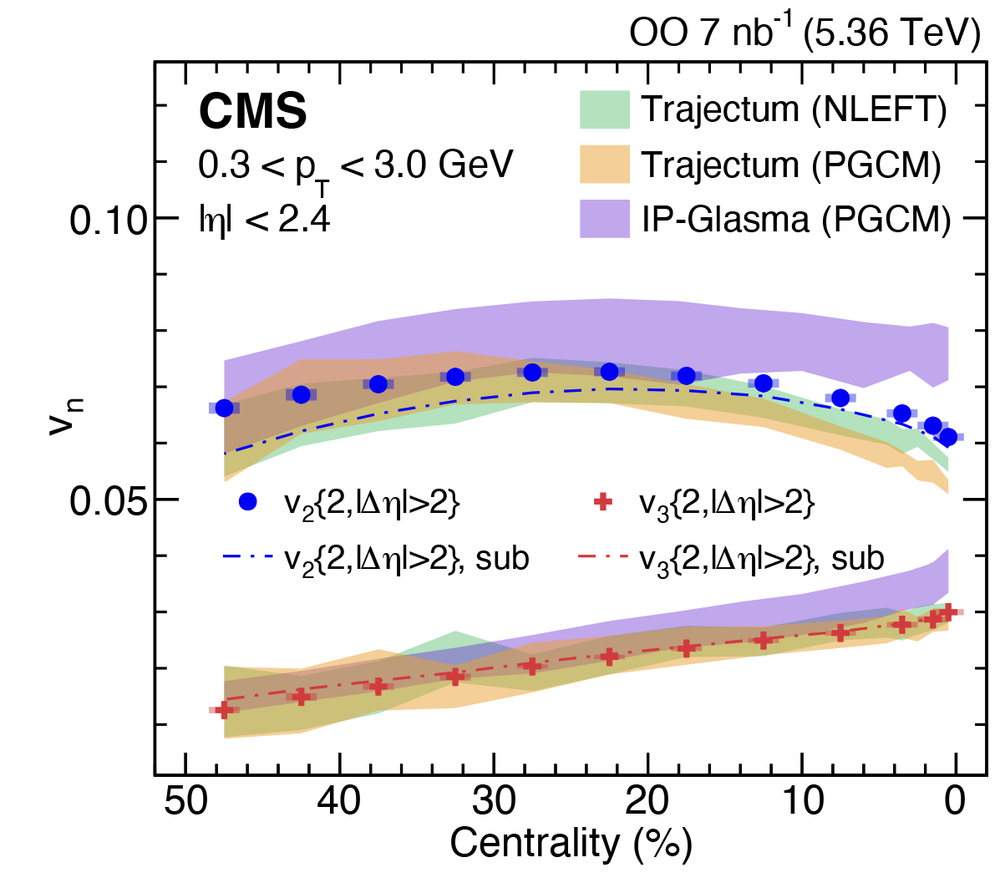 OO 7 nb⁻¹ (5.36 TeV)
CMS
0.3 < p_T < 3.0 GeV
|η| < 2.4
Trajectum (NLEFT)
Trajectum (PGCM)
IP-Glasma (PGCM)
0.10
0.05
v_n
v₂{2,|Δη|>2}
v₃{2,|Δη|>2}
v₂{2,|Δη|>2}, sub
v₃{2,|Δη|>2}, sub
50 40 30 20 10 0
Centrality (%)